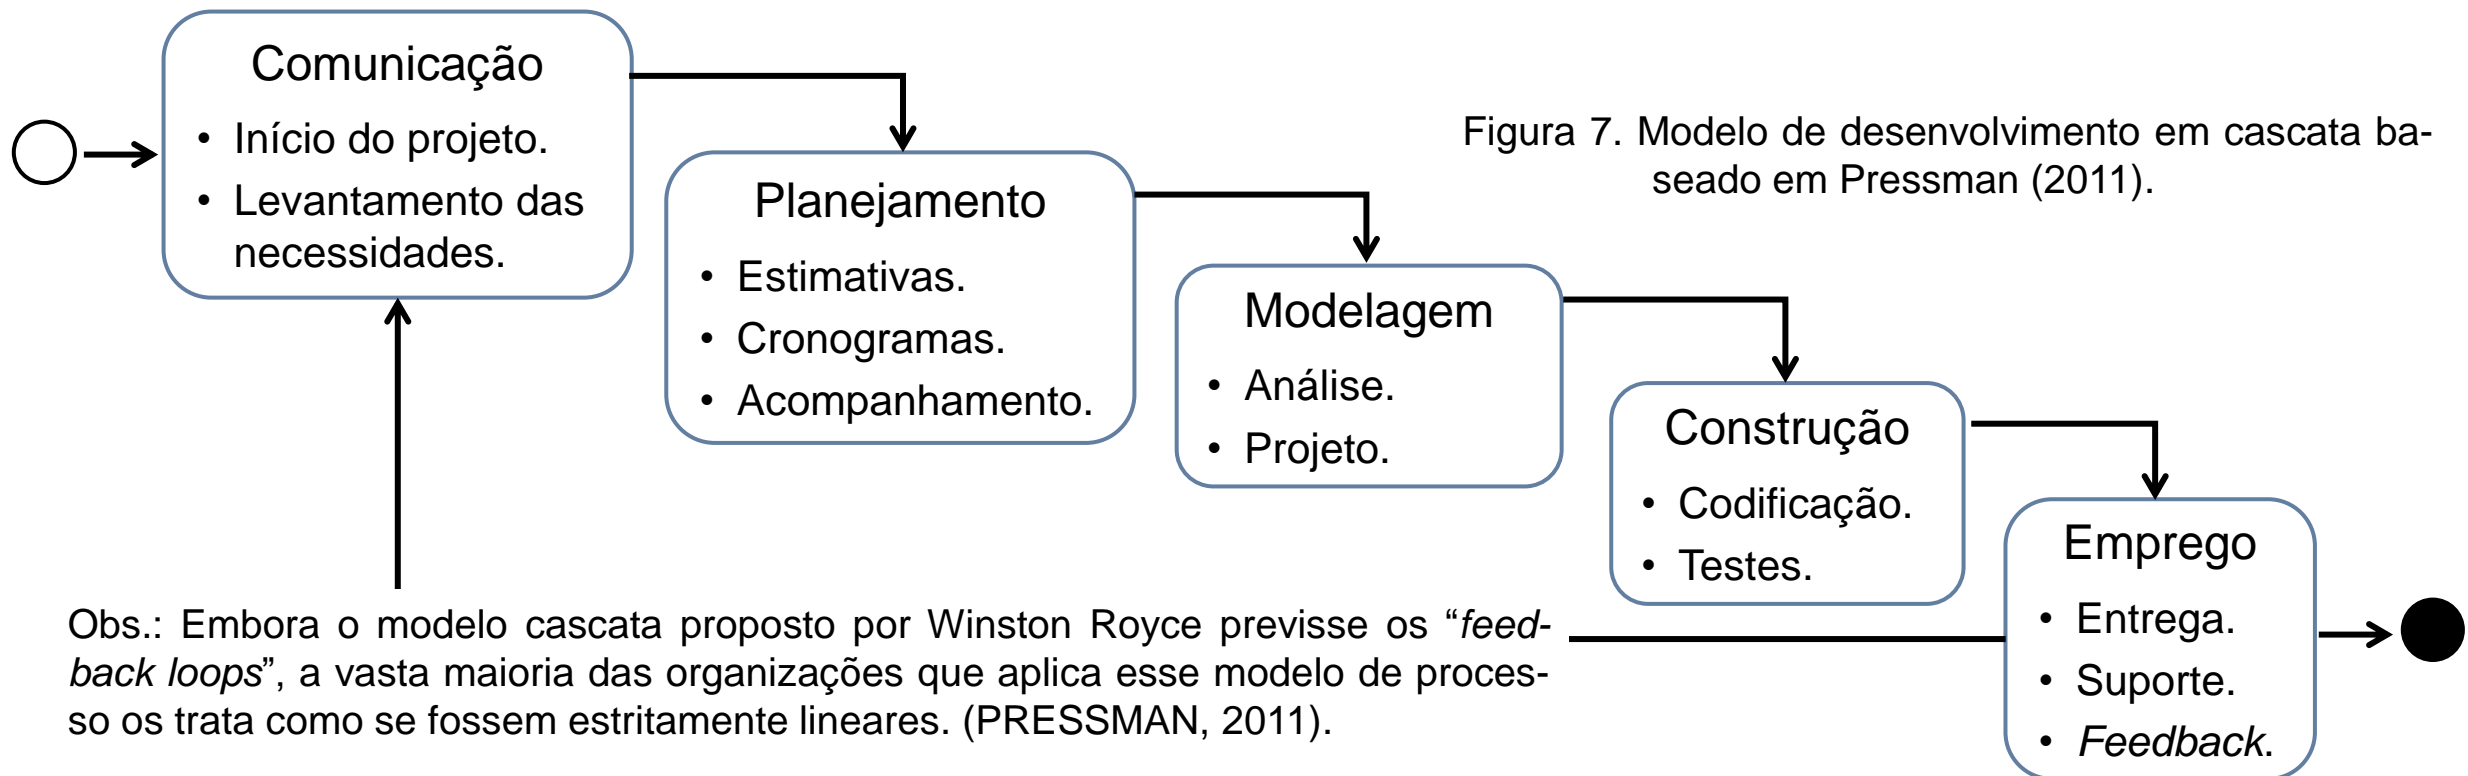 Comunicação
• Início do projeto.
• Levantamento das
necessidades.
Figura 7. Modelo de desenvolvimento em cascata ba-
seado em Pressman (2011).
Planejamento
• Estimativas.
• Cronogramas.
• Acompanhamento.
Modelagem
• Análise.
• Projeto.
Construção
• Codificação.
• Testes.
Emprego
• Entrega.
• Suporte.
• Feedback.
Obs.: Embora o modelo cascata proposto por Winston Royce previsse os “feed-
back loops”, a vasta maioria das organizações que aplica esse modelo de proces-
so os trata como se fossem estritamente lineares. (PRESSMAN, 2011).